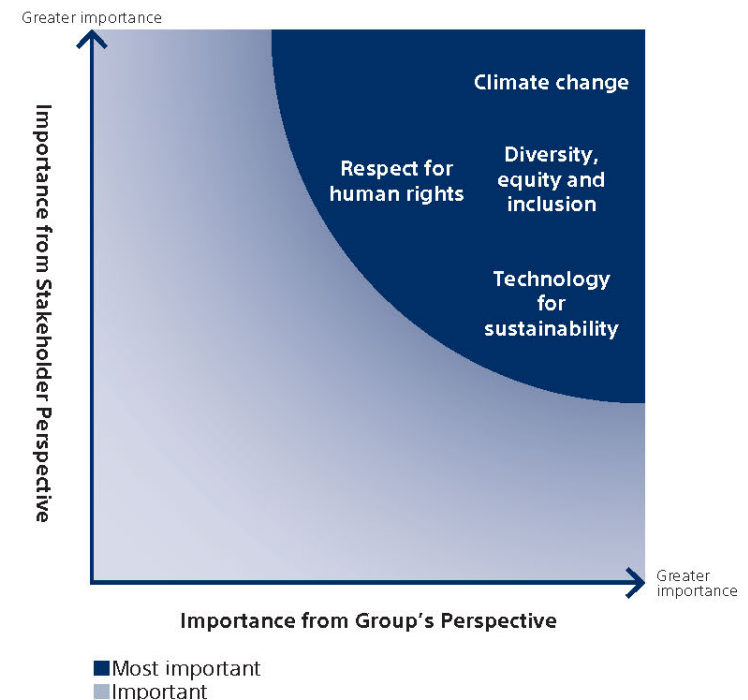 Greater importance
Importance from Stakeholder Perspective
Climate change
Respect for
human rights
Diversity,
equity and
inclusion
Technology
for
sustainability
Greater
importance
Importance from Group's Perspective
Most important
Important